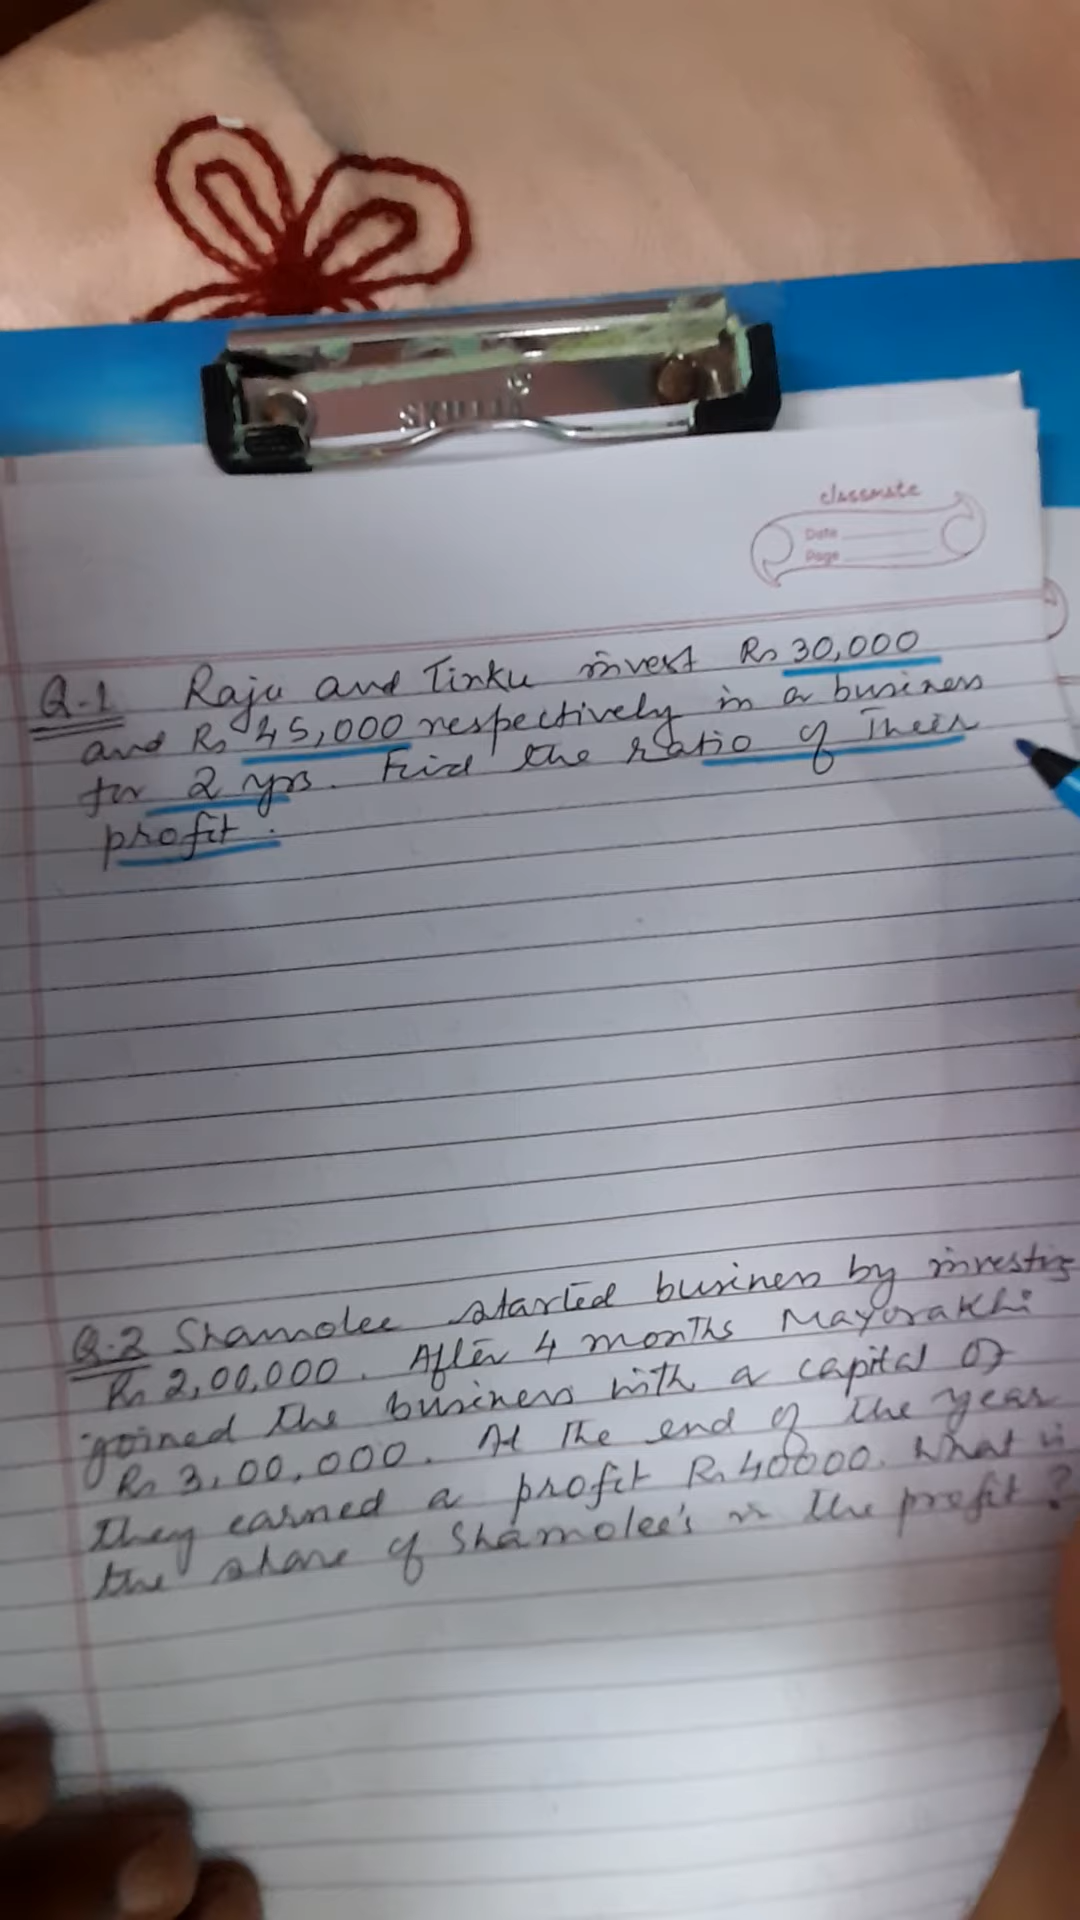 SKILLS
classmate
Date
Page
Q-1 Raju and Tinku invest Rs 30,000
and Rs 45,000 respectively in a business
for 2 yrs. Find the ratio of their
profit.
Q-2 Shamolee started business by investing
Rs 2,00,000. After 4 months Mayurakhi
joined the business with a capital of
Rs 3,00,000. At the end of the year
they earned a profit Rs 40000. What is
the share of Shamolee's in the profit?